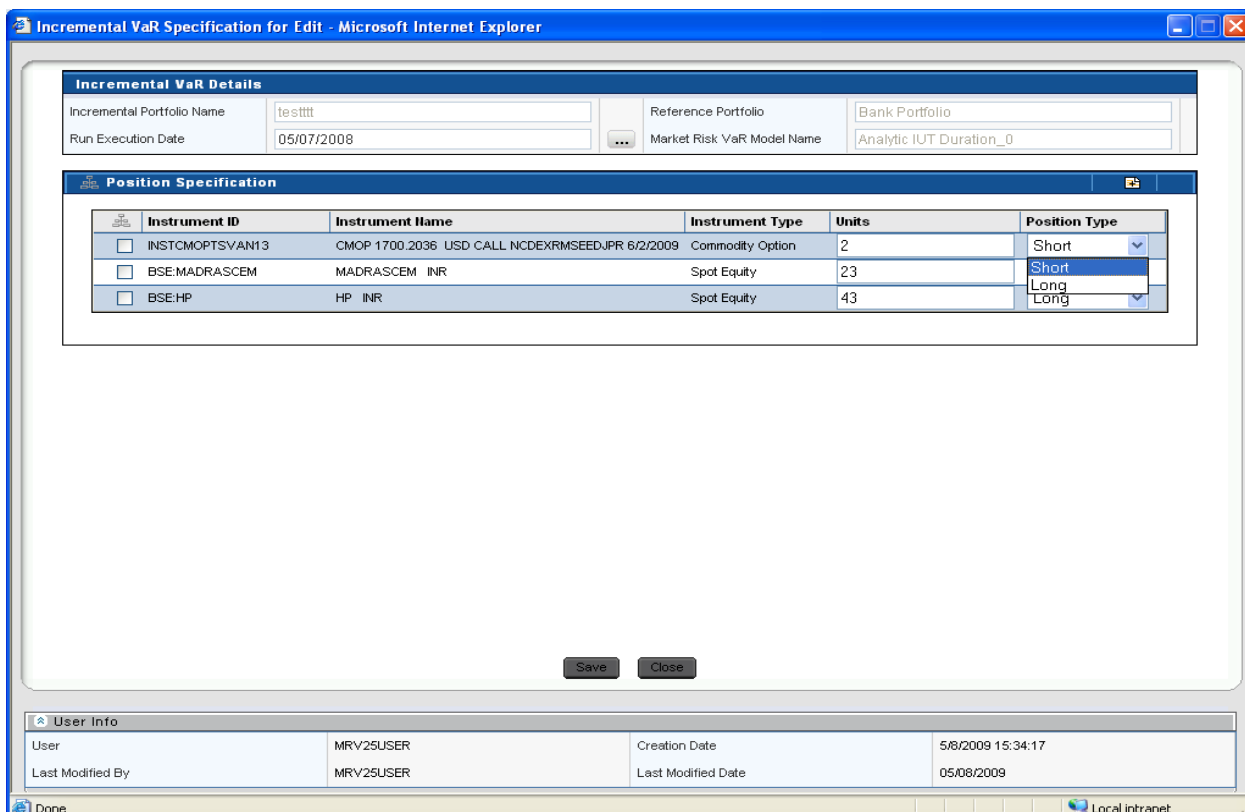 Incremental VaR Specification for Edit - Microsoft Internet Explorer
Incremental VaR Details
Incremental Portfolio Name testttt Reference Portfolio Bank Portfolio
Run Execution Date 05/07/2008 ... Market Risk VaR Model Name Analytic IUT Duration_0
Position Specification
Instrument ID Instrument Name Instrument Type Units Position Type
INSTCMOPTSVAN13 CMOP 1700.2036 USD CALL NCDEXRMSEEDJPR 6/2/2009 Commodity Option 2 Short
BSE:MADRASCEM MADRASCEM INR Spot Equity 23 Short
Long
BSE:HP HP INR Spot Equity 43 Long
Save Close
User Info
User MRV25USER Creation Date 5/8/2009 15:34:17
Last Modified By MRV25USER Last Modified Date 05/08/2009
Done Local intranet